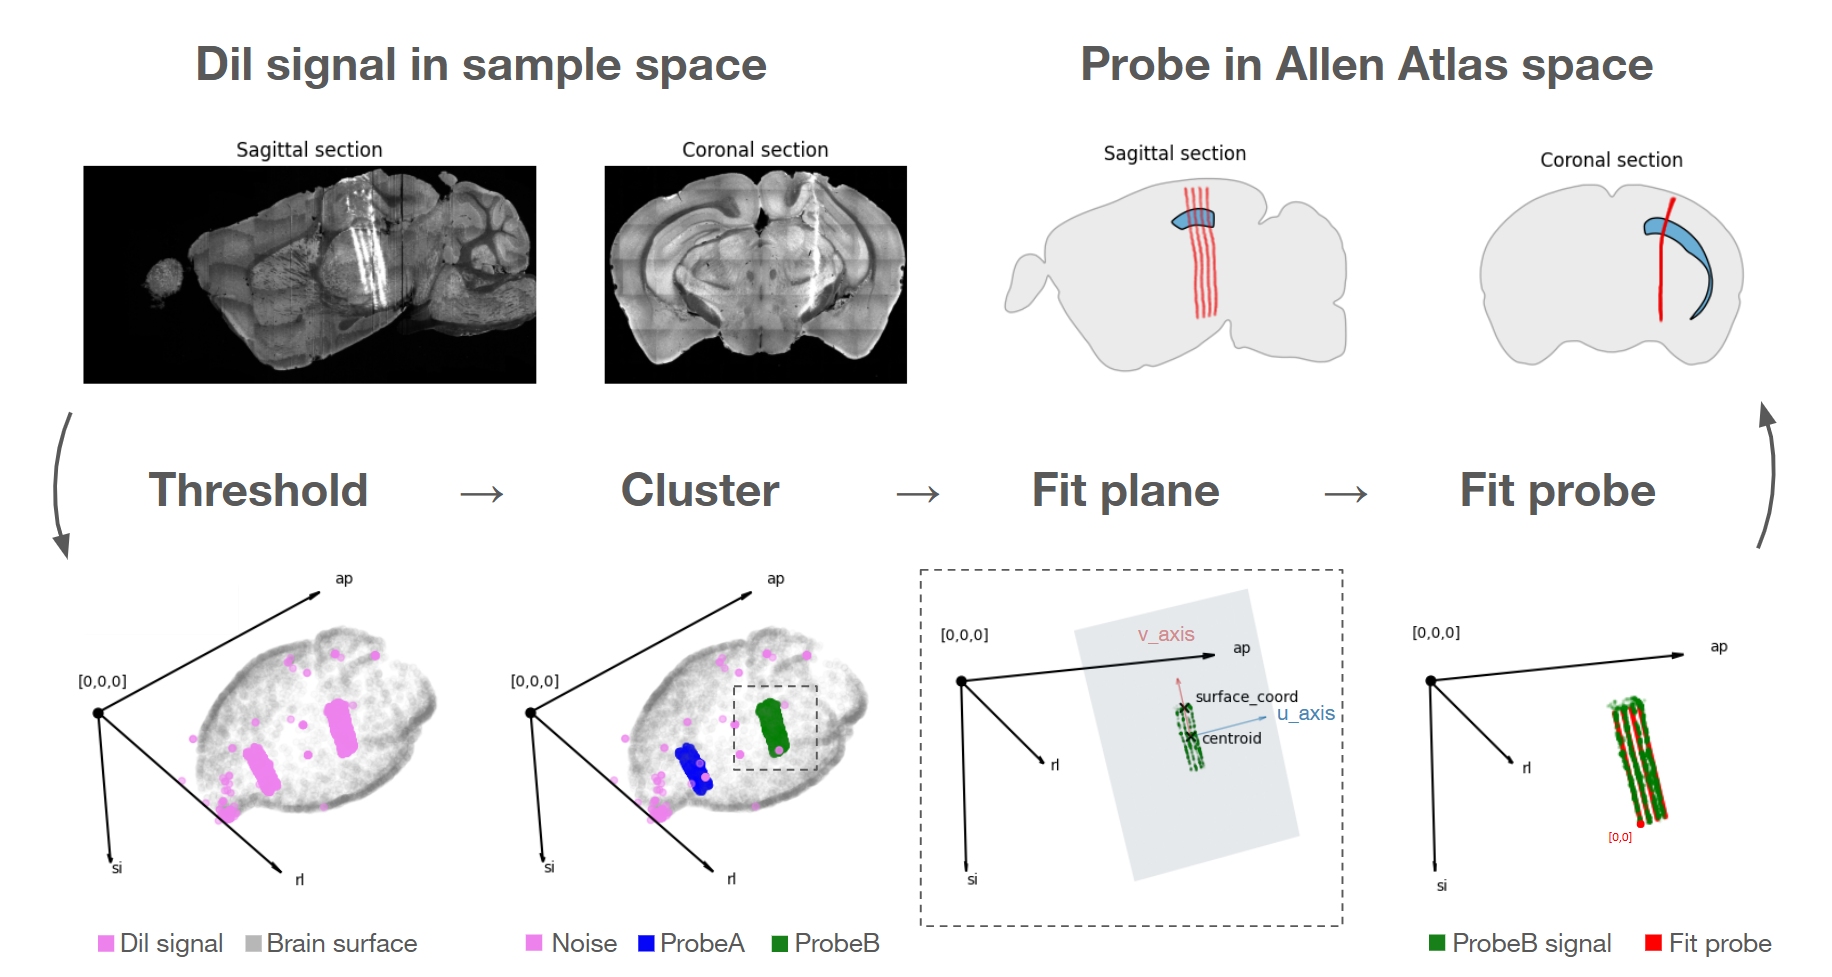 DiI signal in sample space
Probe in Allen Atlas space
Sagittal section
Coronal section
Sagittal section
Coronal section
Threshold → Cluster → Fit plane → Fit probe
ap
[0,0,0]
si
rl
ap
[0,0,0]
si
rl
[0,0,0]
v_axis
ap
surface_coord
u_axis
centroid
rl
si
[0,0,0]
ap
rl
[0,0]
si
DiI signal
Brain surface
Noise
ProbeA
ProbeB
ProbeB signal
Fit probe